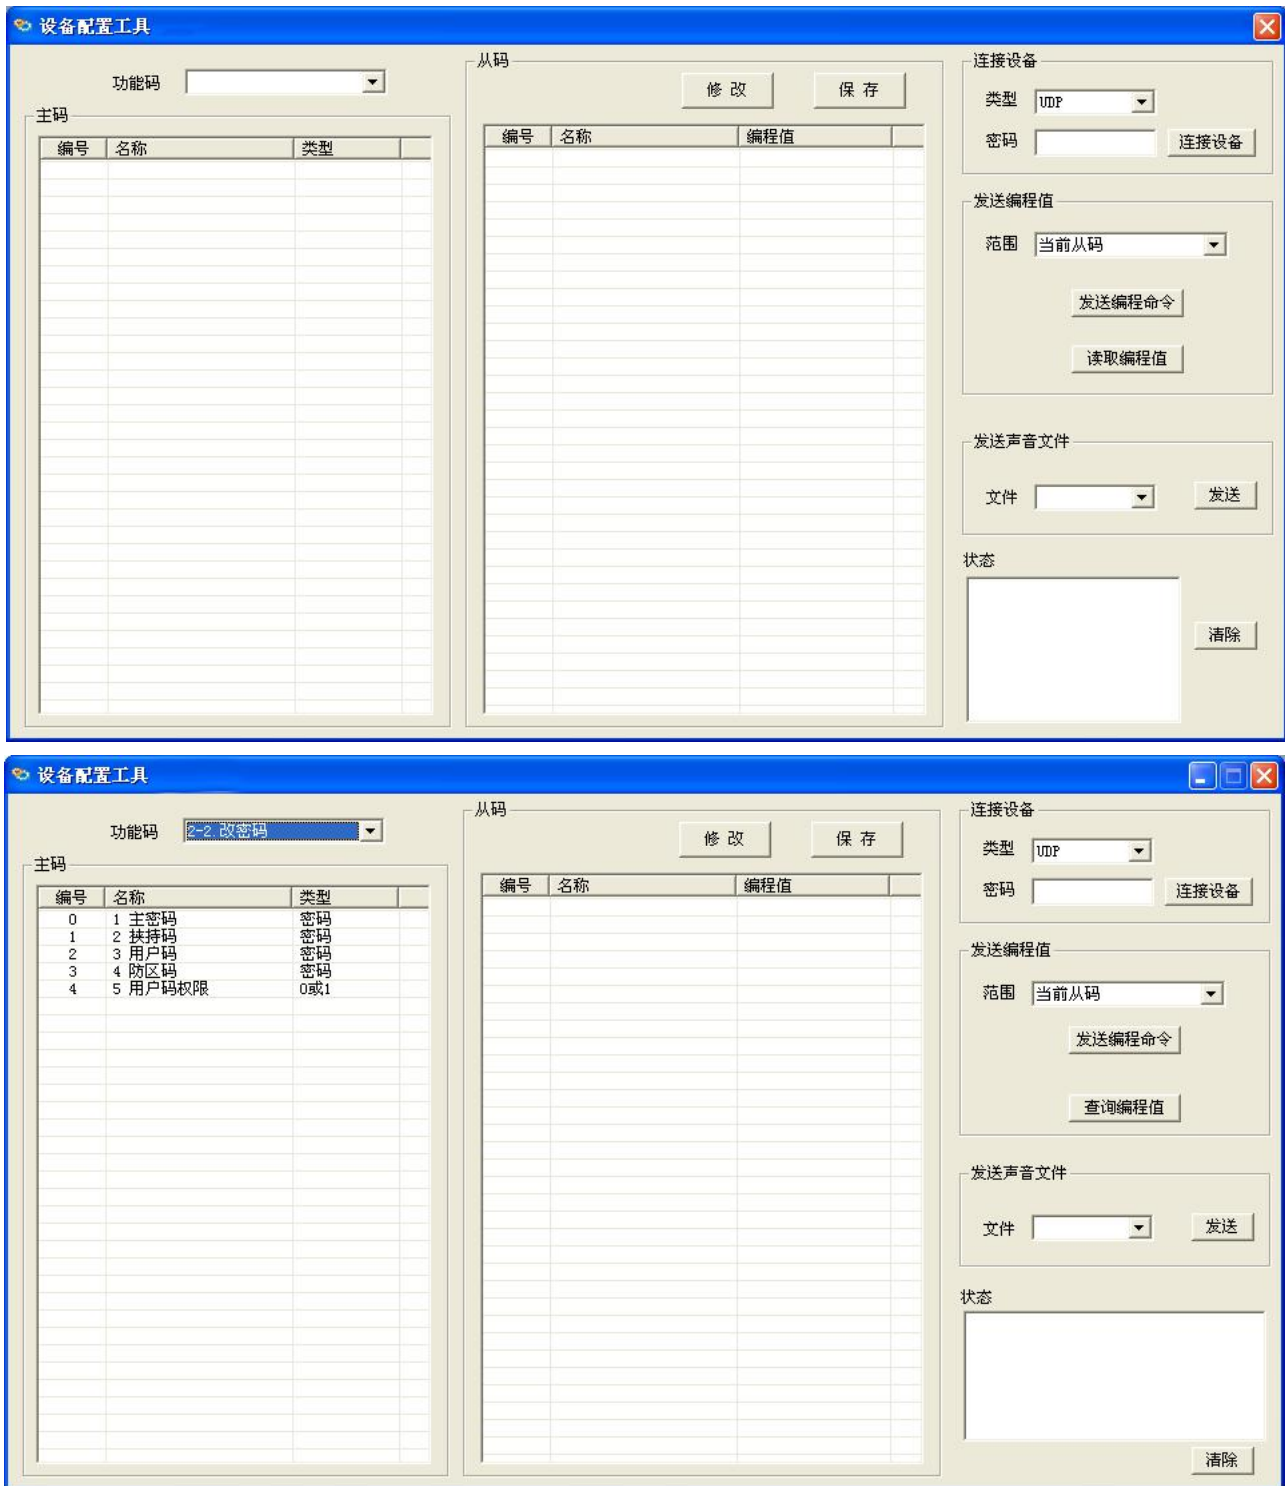 设备配置工具
功能码
主码
编号 名称 类型
从码
修 改 保 存
编号 名称 编程值
连接设备
类型 UDP
密码 连接设备
发送编程值
范围 当前从码
发送编程命令
读取编程值
发送声音文件
文件 发送
状态
清除
设备配置工具
功能码 2-2.改密码
主码
编号 名称 类型
0 1 主密码 密码
1 2 挟持码 密码
2 3 用户码 密码
3 4 防区码 密码
4 5 用户码权限 0或1
从码
修 改 保 存
编号 名称 编程值
连接设备
类型 UDP
密码 连接设备
发送编程值
范围 当前从码
发送编程命令
查询编程值
发送声音文件
文件 发送
状态
清除